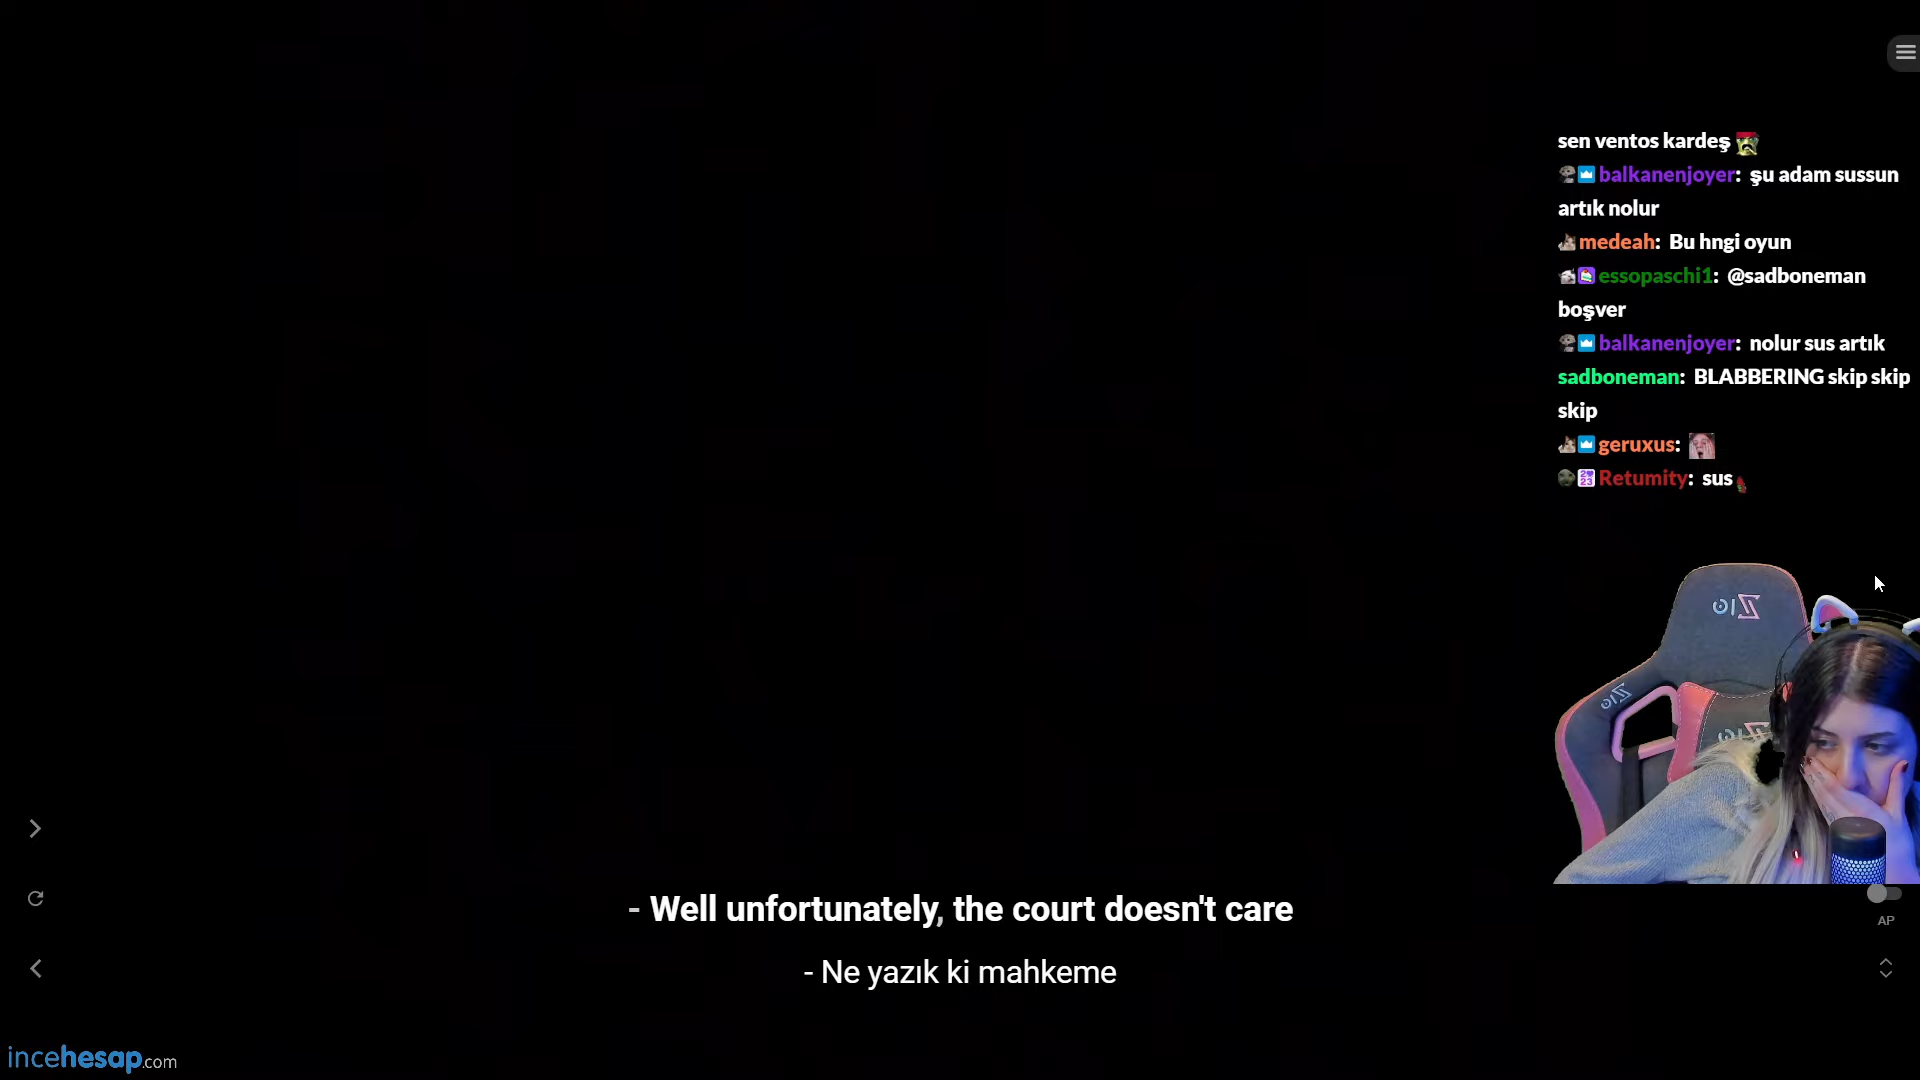 sen ventos kardeş
balkanenjoyer: şu adam sussun
artık nolur
medeah: Bu hngi oyun
essopaschi1: @sadboneman
boşver
balkanenjoyer: nolur sus artık
sadboneman: BLABBERING skip skip
skip
geruxus:
2 23 Retumity: sus
AP
- Well unfortunately, the court doesn't care
- Ne yazık ki mahkeme
incehesap.com